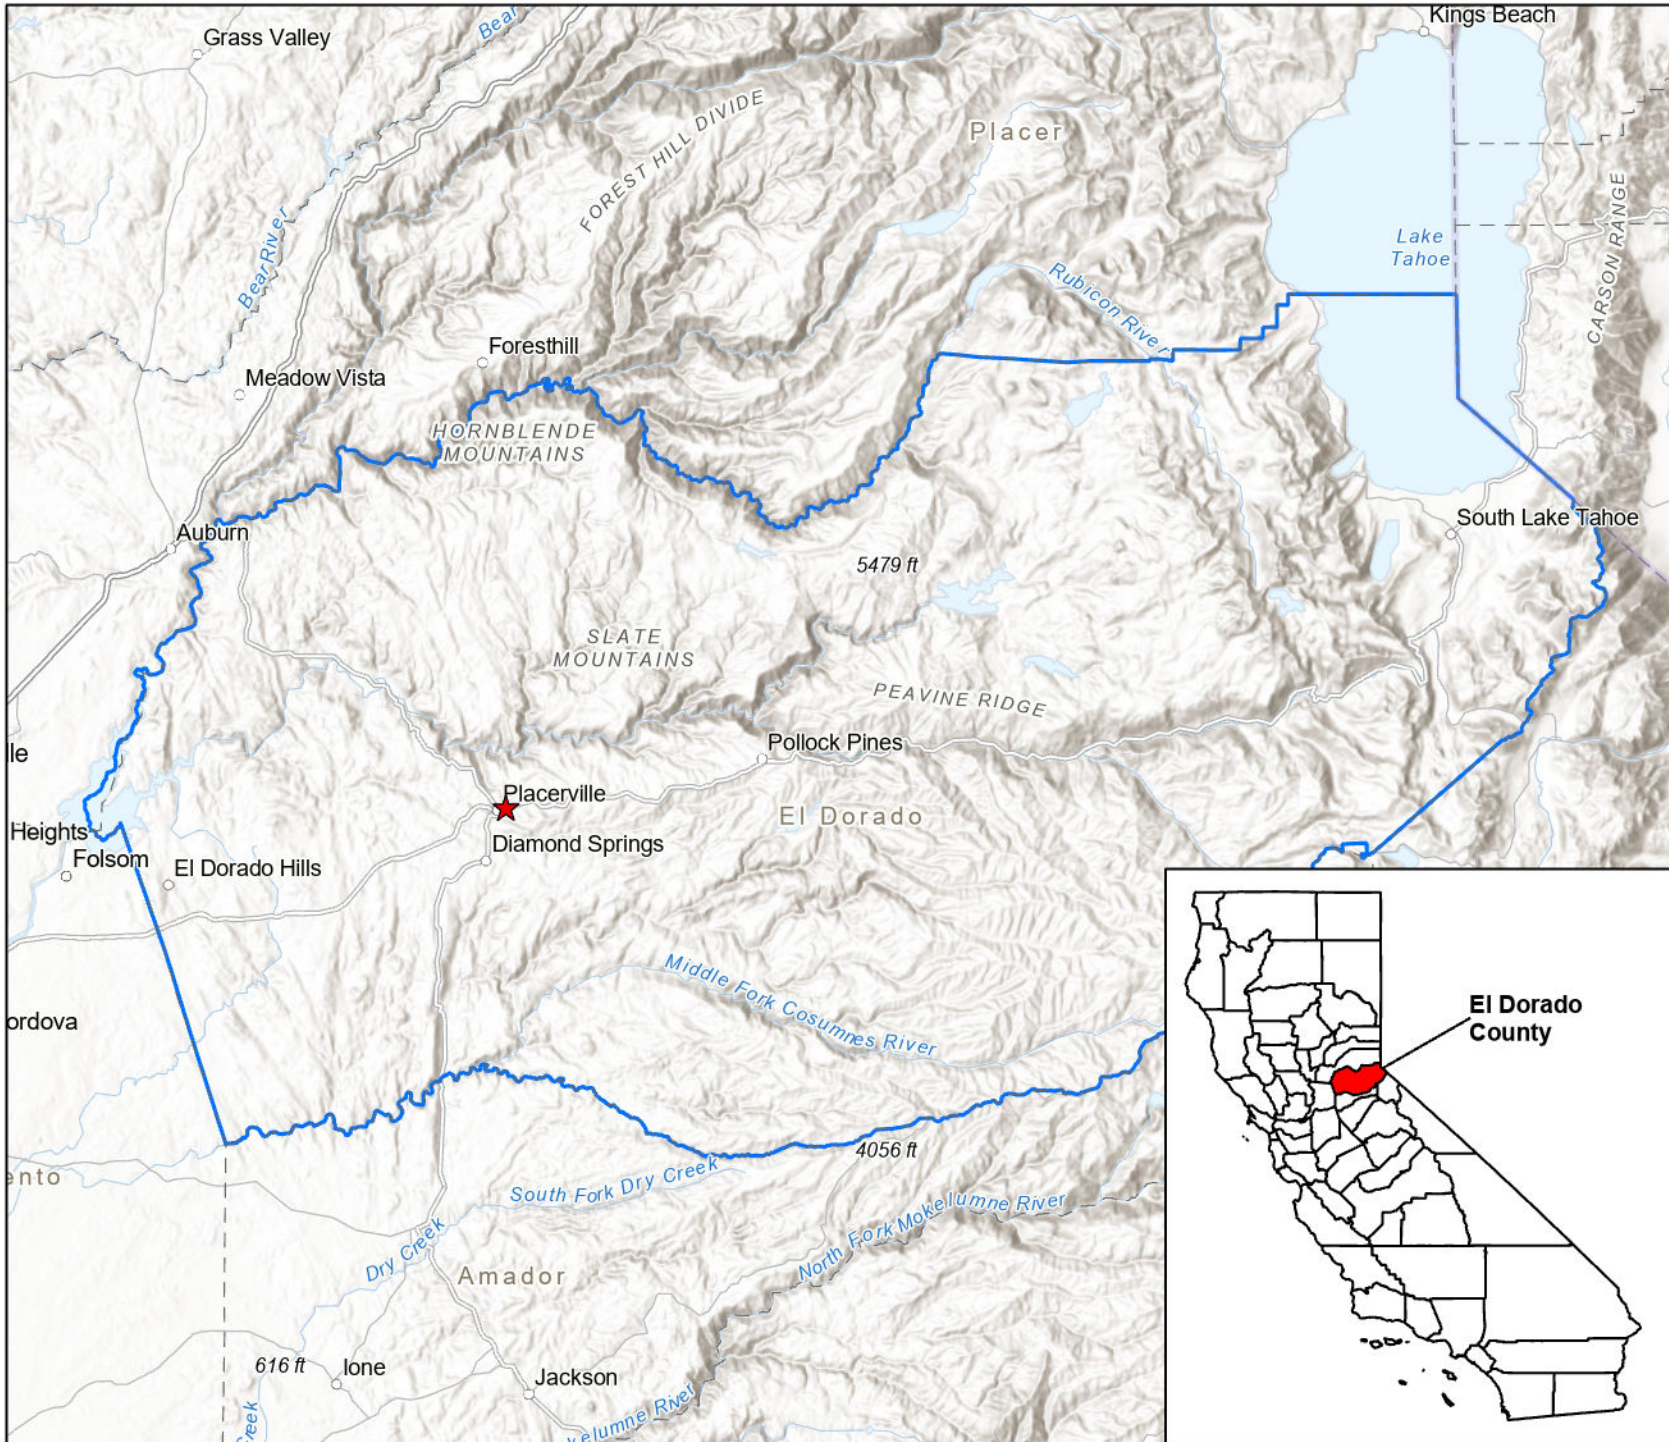 Kings Beach
Grass Valley
Bear
FOREST HILL DIVIDE
Placer
CARSON RANGE
Bear River
Lake
Tahoe
Rubicon River
Foresthill
Meadow Vista
HORNBLENDE
MOUNTAINS
Auburn
South Lake Tahoe
5479 ft
SLATE
MOUNTAINS
PEAVINE RIDGE
le
Pollock Pines
Placerville
El Dorado
Heights
Diamond Springs
Folsom
El Dorado Hills
Middle Fork Cosumnes River
El Dorado
County
ordova
4056 ft
ento
South Fork Dry Creek
North Fork Mokelumne River
Dry Creek
Amador
616 ft
Ione
Jackson
kelumne River
Creek